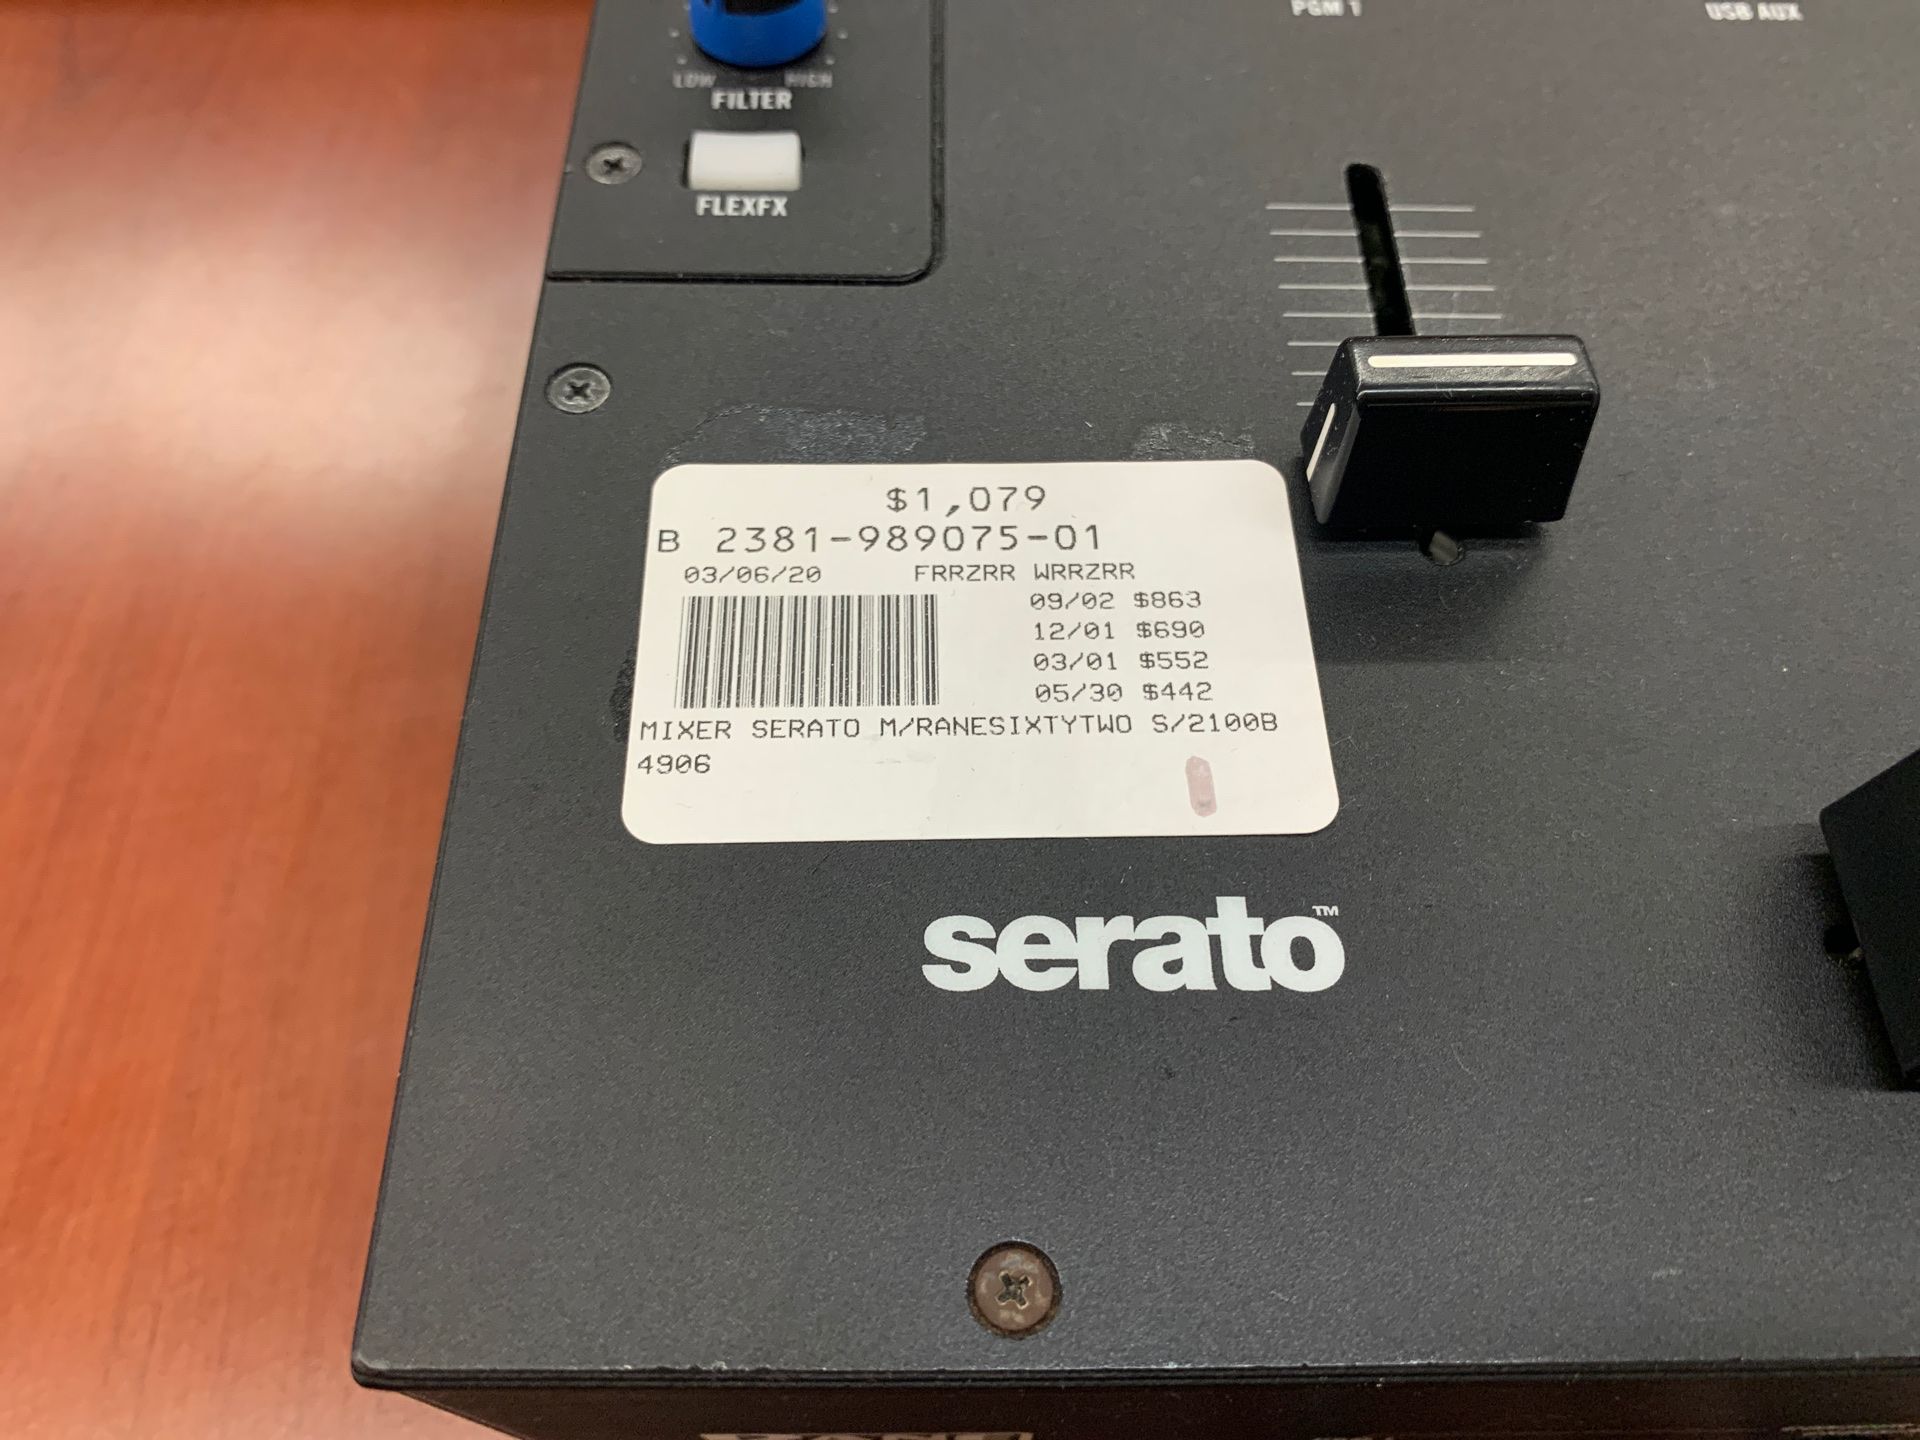 PGM 1
USB AUX
LOW HIGH
FILTER
FLEXFX
$1,079
B 2381-989075-01
03/06/20 FRRZRR WRRZRR
09/02 $863
12/01 $690
03/01 $552
05/30 $442
MIXER SERATO M/RANESIXTYTWO S/2100B
4906
serato™